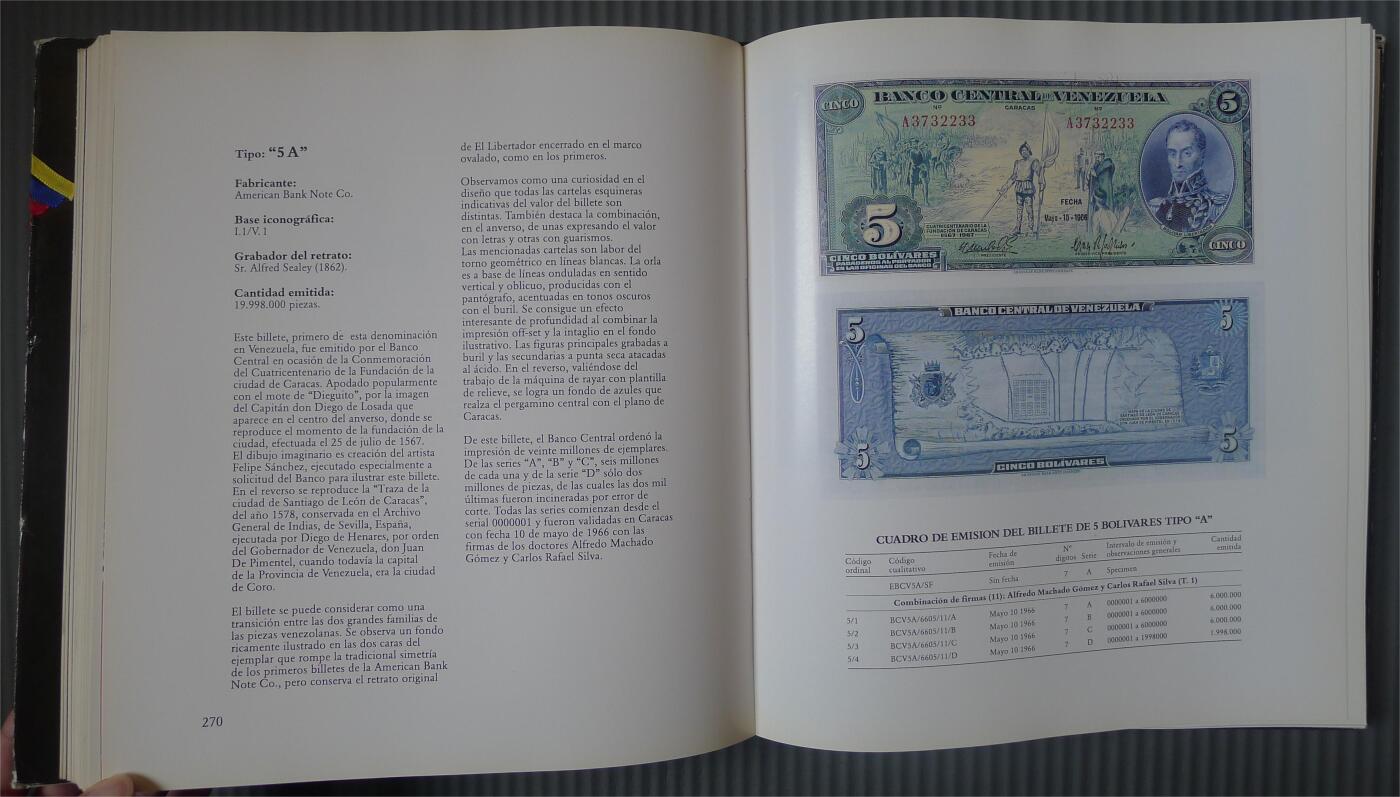 Tipo: “5 A”
Fabricante:
American Bank Note Co.
Base iconográfica:
I.1/V.1
Grabador del retrato:
Sr. Alfred Sealey (1862).
Cantidad emitida:
19.998.000 piezas.
Este billete, primero de esta denominación
en Venezuela, fue emitido por el Banco
Central en ocasión de la Conmemoración
del Cuatricentenario de la Fundación de la
ciudad de Caracas. Apodado popularmente
con el mote de “Dieguito”, por la imagen
del Capitán don Diego de Losada que
aparece en el centro del anverso, donde se
reproduce el momento de la fundación de la
ciudad, efectuada el 25 de julio de 1567.
El dibujo imaginario es creación del artista
Felipe Sánchez, ejecutado especialmente a
solicitud del Banco para ilustrar este billete.
En el reverso se reproduce la “Traza de la
ciudad de Santiago de León de Caracas”,
del año 1578, conservada en el Archivo
General de Indias, de Sevilla, España,
ejecutada por Diego de Henares, por orden
del Gobernador de Venezuela, don Juan
De Pimentel, cuando todavía la capital
de la Provincia de Venezuela, era la ciudad
de Coro.
El billete se puede considerar como una
transición entre las dos grandes familias de
las piezas venezolanas. Se observa un fondo
ricamente ilustrado en las dos caras del
ejemplar que rompe la tradicional simetría
de los primeros billetes de la American Bank
Note Co., pero conserva el retrato original
270
de El Libertador encerrado en el marco
ovalado, como en los primeros.
Observamos como una curiosidad en el
diseño que todas las cartelas esquineras
indicativas del valor del billete son
distintas. También destaca la combinación,
en el anverso, de unas expresando el valor
con letras y otras con guarismos.
Las mencionadas cartelas son labor del
torno geométrico en líneas blancas. La orla
es a base de líneas onduladas en sentido
vertical y oblicuo, producidas con el
pantógrafo, acentuadas en tonos oscuros
con el buril. Se consigue un efecto
interesante de profundidad al combinar la
impresión off-set y la intaglio en el fondo
ilustrativo. Las figuras principales grabadas a
buril y las secundarias a punta seca atacadas
al ácido. En el reverso, valiéndose del
trabajo de la máquina de rayar con plantilla
de relieve, se logra un fondo de azules que
realza el pergamino central con el plano de
Caracas.
De este billete, el Banco Central ordenó la
impresión de veinte millones de ejemplares.
De las series “A”, “B” y “C”, seis millones
de cada una y de la serie “D” sólo dos
millones de piezas, de las cuales las dos mil
últimas fueron incineradas por error de
corte. Todas las series comienzan desde el
serial 0000001 y fueron validadas en Caracas
con fecha 10 de mayo de 1966 con las
firmas de los doctores Alfredo Machado
Gómez y Carlos Rafael Silva.
CINCO BANCO CENTRAL DE VENEZUELA 5
Nº CARACAS Nº
A3732233 A3732233
FECHA
Mayo-10-1966
5
CUATRICENTENARIO DE LA
FUNDACIÓN DE CARACAS
1567-1967
PRESIDENTE
CINCO BOLÍVARES
PAGADEROS AL PORTADOR
EN LAS OFICINAS DEL BANCO
CINCO
BANCO CENTRAL DE VENEZUELA
5 5
5 5
CINCO BOLÍVARES
CUADRO DE EMISION DEL BILLETE DE 5 BOLIVARES TIPO “A”
Código ordinal Código cualitativo Fecha de emisión Nº digitos Serie Intervalo de emisión y observaciones generales Cantidad emitida
EBCV5A/SF Sin fecha 7 A Specimen
Combinación de firmas (11): Alfredo Machado Gómez y Carlos Rafael Silva (T. 1)
5/1 BCV5A/6605/11/A Mayo 10 1966 7 A 0000001 a 6000000 6.000.000
5/2 BCV5A/6605/11/B Mayo 10 1966 7 B 0000001 a 6000000 6.000.000
5/3 BCV5A/6605/11/C Mayo 10 1966 7 C 0000001 a 6000000 6.000.000
5/4 BCV5A/6605/11/D Mayo 10 1966 7 D 0000001 a 1998000 1.998.000